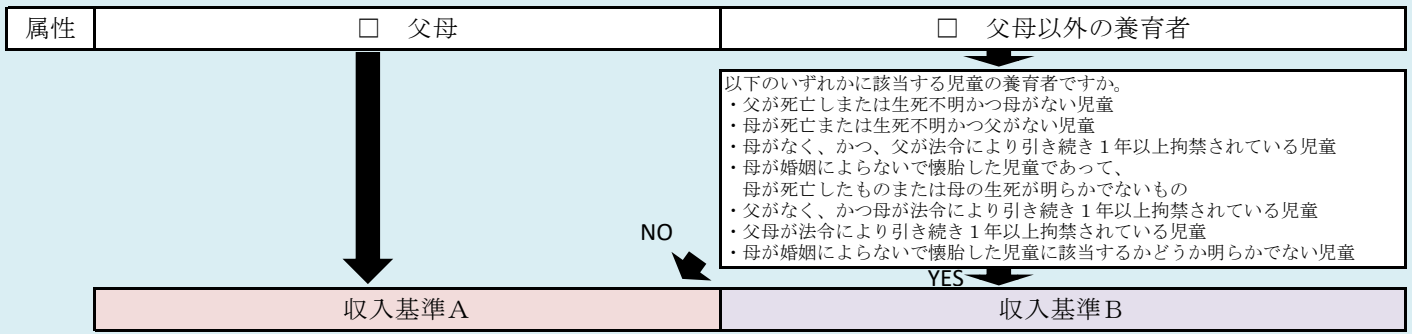 属性 □ 父母 □ 父母以外の養育者
以下のいずれかに該当する児童の養育者ですか。
・父が死亡しまたは生死不明かつ母がない児童
・母が死亡または生死不明かつ父がない児童
・母がなく、かつ、父が法令により引き続き１年以上拘禁されている児童
・母が婚姻によらないで懐胎した児童であって、
母が死亡したものまたは母の生死が明らかでないもの
・父がなく、かつ母が法令により引き続き１年以上拘禁されている児童
・父母が法令により引き続き１年以上拘禁されている児童
・母が婚姻によらないで懐胎した児童に該当するかどうか明らかでない児童
NO
YES
収入基準Ａ 収入基準Ｂ